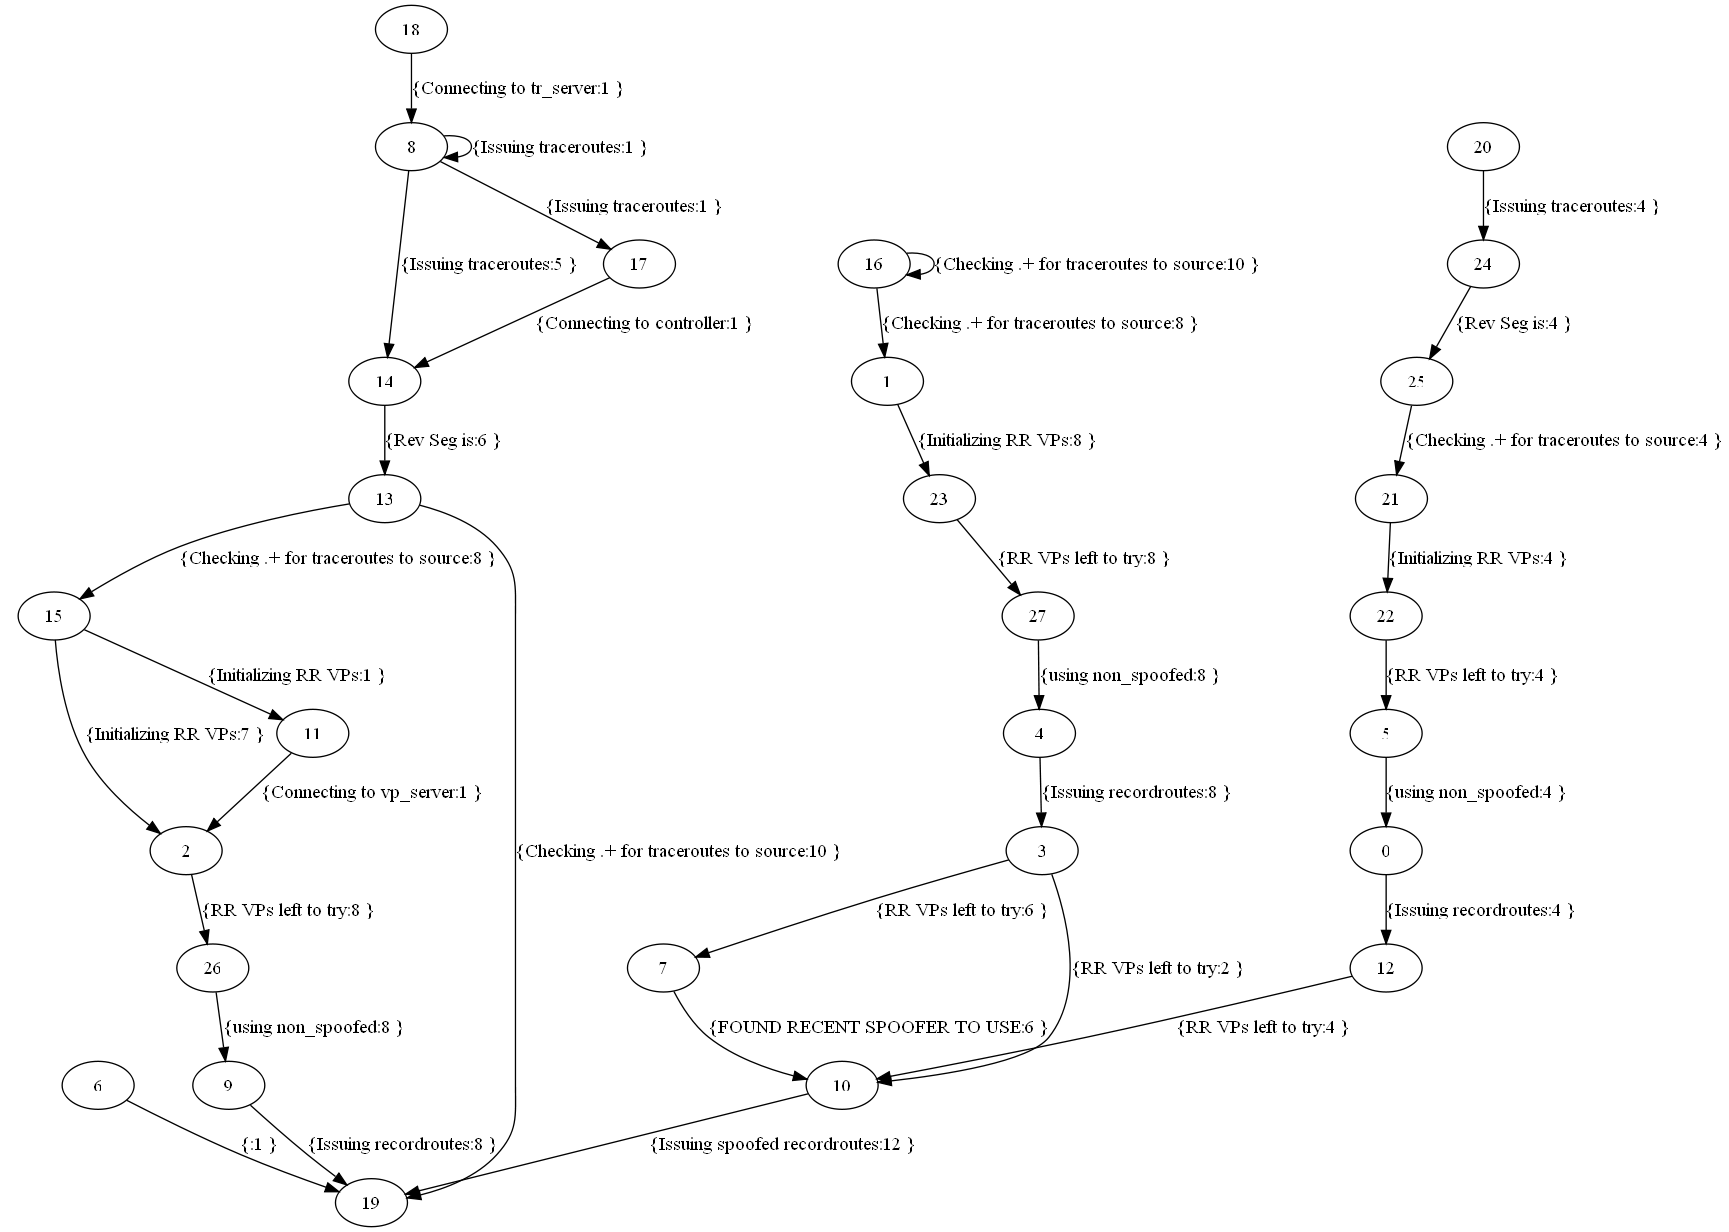 18
{Connecting to tr_server:1 }
8
{Issuing traceroutes:1 }
20
{Issuing traceroutes:1 }
{Issuing traceroutes:4 }
{Issuing traceroutes:5 }
17
16
{Checking .+ for traceroutes to source:10 }
24
{Connecting to controller:1 }
{Checking .+ for traceroutes to source:8 }
{Rev Seg is:4 }
14
1
25
{Rev Seg is:6 }
{Initializing RR VPs:8 }
{Checking .+ for traceroutes to source:4 }
13
23
21
{Checking .+ for traceroutes to source:8 }
{RR VPs left to try:8 }
{Initializing RR VPs:4 }
15
27
22
{Initializing RR VPs:1 }
{using non_spoofed:8 }
{RR VPs left to try:4 }
{Initializing RR VPs:7 }
11
4
5
{Connecting to vp_server:1 }
{Issuing recordroutes:8 }
{using non_spoofed:4 }
2
{Checking .+ for traceroutes to source:10 }
3
0
{RR VPs left to try:8 }
{RR VPs left to try:6 }
{Issuing recordroutes:4 }
26
7
{RR VPs left to try:2 }
12
{using non_spoofed:8 }
{FOUND RECENT SPOOFER TO USE:6 }
{RR VPs left to try:4 }
6
9
10
{:1 }
{Issuing recordroutes:8 }
{Issuing spoofed recordroutes:12 }
19